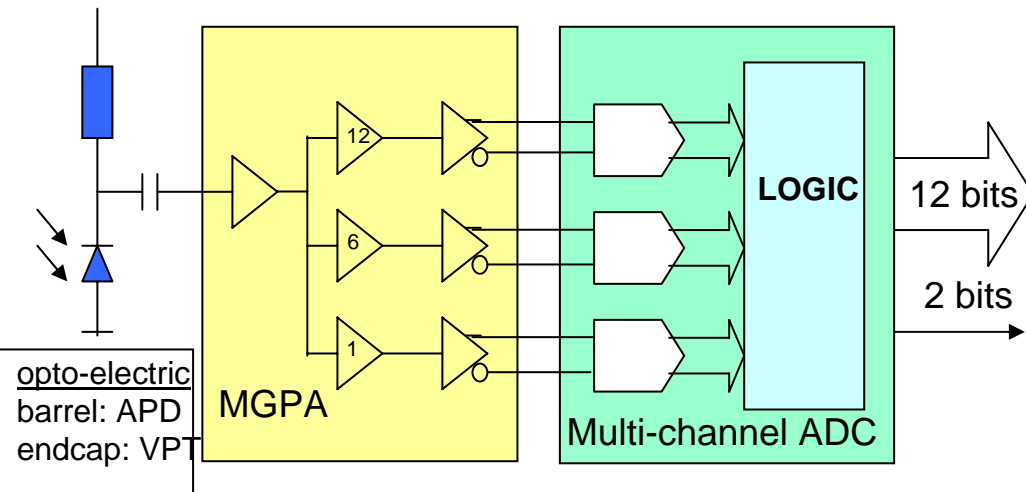 12
6
1
MGPA
LOGIC
Multi-channel ADC
12 bits
2 bits
opto-electric
barrel: APD
endcap: VPT